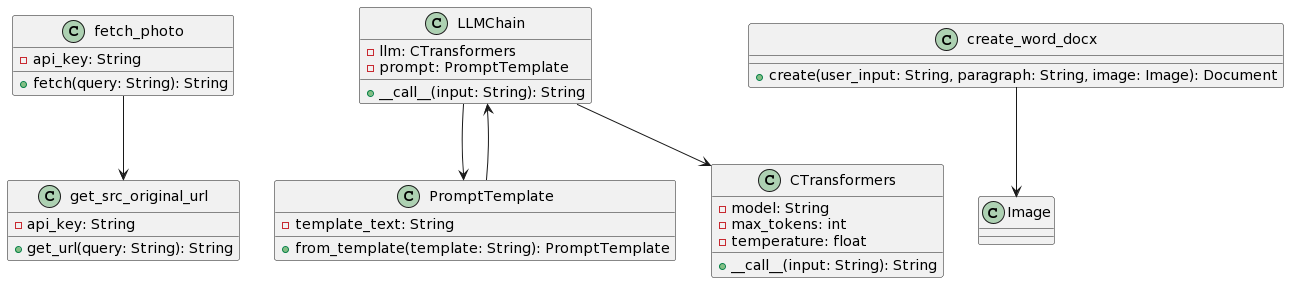 C fetch_photo
api_key: String
fetch(query: String): String
C LLMChain
llm: CTransformers
prompt: PromptTemplate
__call__(input: String): String
C create_word_docx
create(user_input: String, paragraph: String, image: Image): Document
C get_src_original_url
api_key: String
get_url(query: String): String
C PromptTemplate
template_text: String
from_template(template: String): PromptTemplate
C CTransformers
model: String
max_tokens: int
temperature: float
__call__(input: String): String
C Image